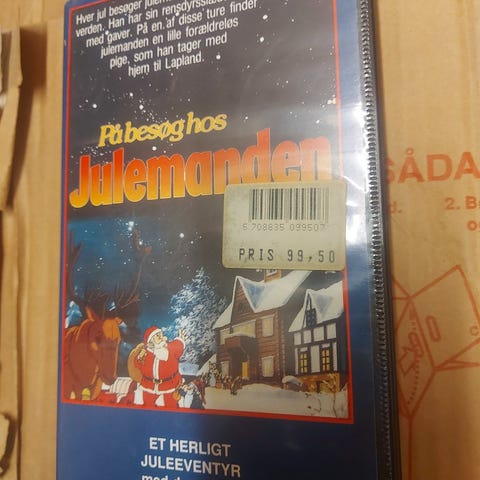 Hver jul besøger julem
verden. Han har sin rensdyrsslæde
med gaver. På en af disse ture finder
julemanden en lille forældreløs
pige, som han tager med
hjem til Lapland.
På besøg hos
Julemanden
5 708835 099507
PRIS 99,50
ET HERLIGT
JULEEVENTYR
SÅDA
d.
2. B